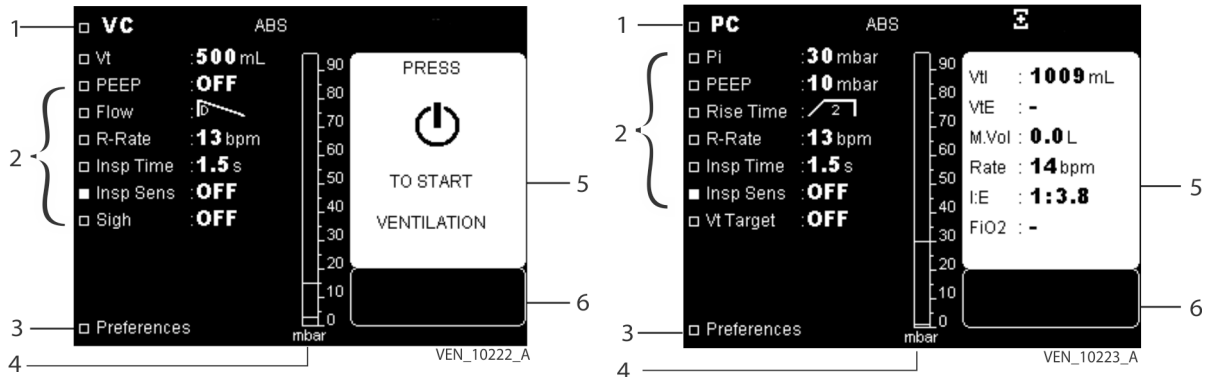 1 VC ABS
Vt :500 mL
PEEP :OFF
Flow : D
R-Rate :13 bpm
2
Insp Time :1.5 s
Insp Sens :OFF
Sigh :OFF
Preferences
3
90
80
70
60
50
40
30
20
10
0
mbar
4
PRESS
TO START
VENTILATION
5
6
VEN_10222_A
1 PC ABS
Pi :30 mbar
PEEP :10 mbar
Rise Time : 2
R-Rate :13 bpm
2
Insp Time :1.5 s
Insp Sens :OFF
Vt Target :OFF
Preferences
3
90
80
70
60
50
40
30
20
10
0
mbar
4
VtI : 1009 mL
VtE : -
M.Vol : 0.0 L
Rate : 14 bpm
I:E : 1:3.8
FiO2 : -
5
6
VEN_10223_A